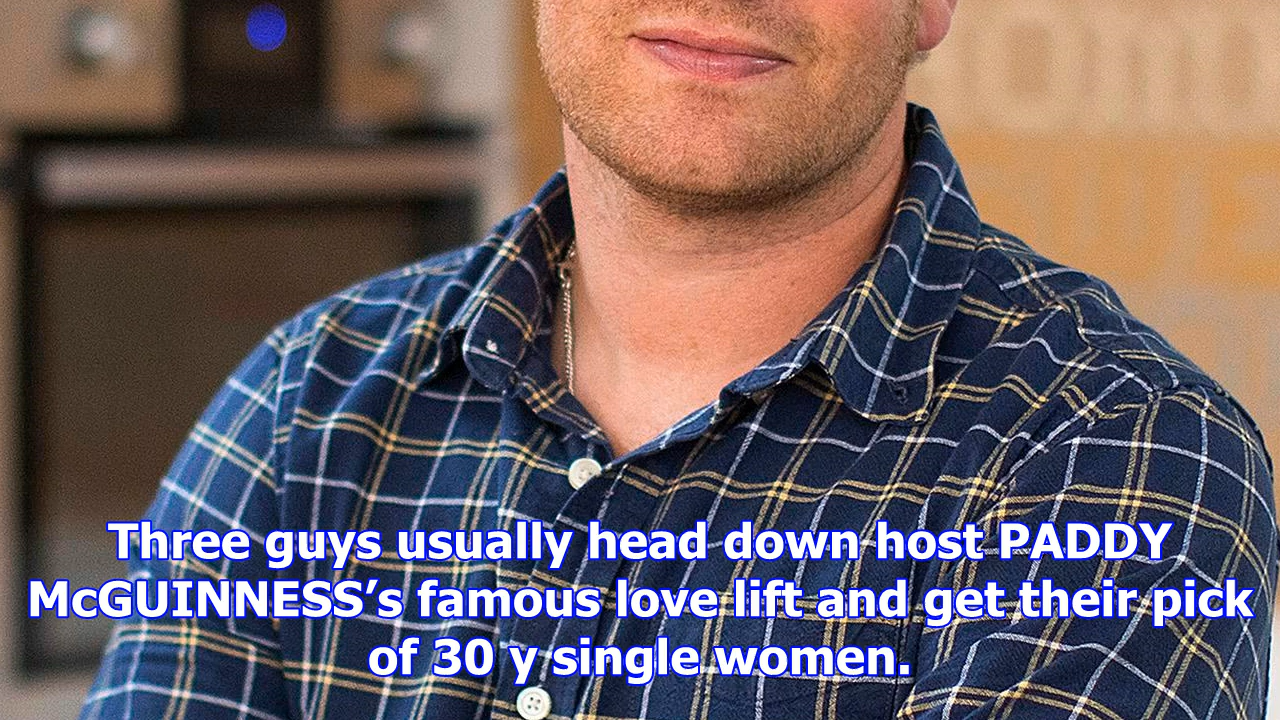 Three guys usually head down host PADDY
McGUINNESS’s famous love lift and get their pick
of 30 y single women.